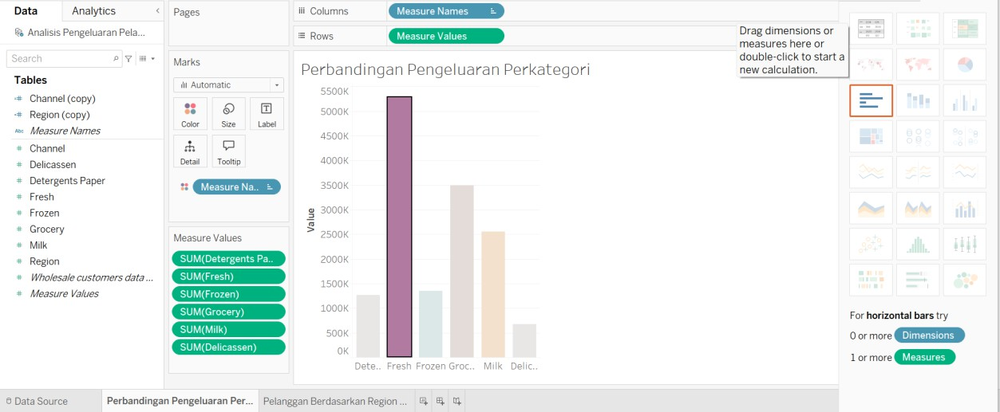 Data
Analytics
Analisis Pengeluaran Pela...
Search
Tables
Channel (copy)
Region (copy)
Abc Measure Names
Channel
Delicassen
Detergents Paper
Fresh
Frozen
Grocery
Milk
Region
Wholesale customers data ...
Measure Values
Pages
Marks
Automatic
Color
Size
Label
Detail
Tooltip
Measure Na..
Measure Values
SUM(Detergents Pa..
SUM(Fresh)
SUM(Frozen)
SUM(Grocery)
SUM(Milk)
SUM(Delicassen)
Columns
Measure Names
Rows
Measure Values
Drag dimensions or
measures here or
double-click to start a
new calculation.
Perbandingan Pengeluaran Perkategori
5500K
5000K
4500K
4000K
3500K
3000K
2500K
2000K
1500K
1000K
500K
0K
Value
Dete..
Fresh
Frozen
Groc..
Milk
Delic..
For horizontal bars try
0 or more Dimensions
1 or more Measures
Data Source
Perbandingan Pengeluaran Per...
Pelanggan Berdasarkan Region ...